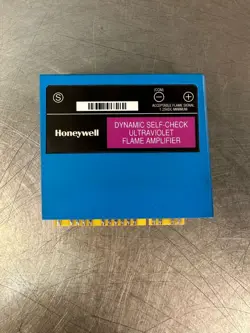 S
(COM)
− +
ACCEPTABLE FLAME SIGNAL
1.25VDC MINIMUM
Honeywell
DYNAMIC SELF-CHECK
ULTRAVIOLET
FLAME AMPLIFIER